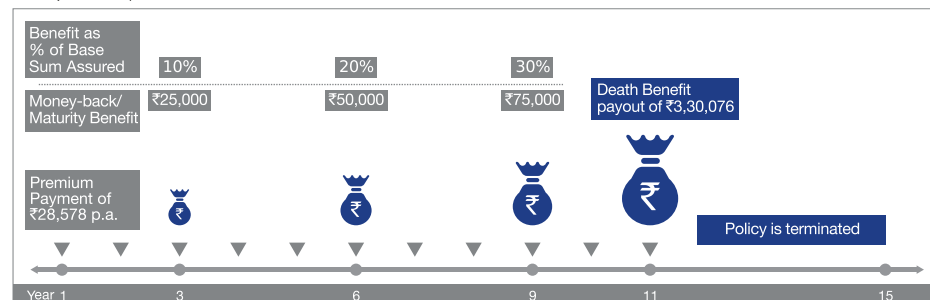 Benefit as
% of Base
Sum Assured
10%
20%
30%
Money-back/
Maturity Benefit
₹25,000
₹50,000
₹75,000
Death Benefit
payout of ₹3,30,076
Premium
Payment of
₹28,578 p.a.
₹
₹
₹
₹
Policy is terminated
Year 1 3 6 9 11 15